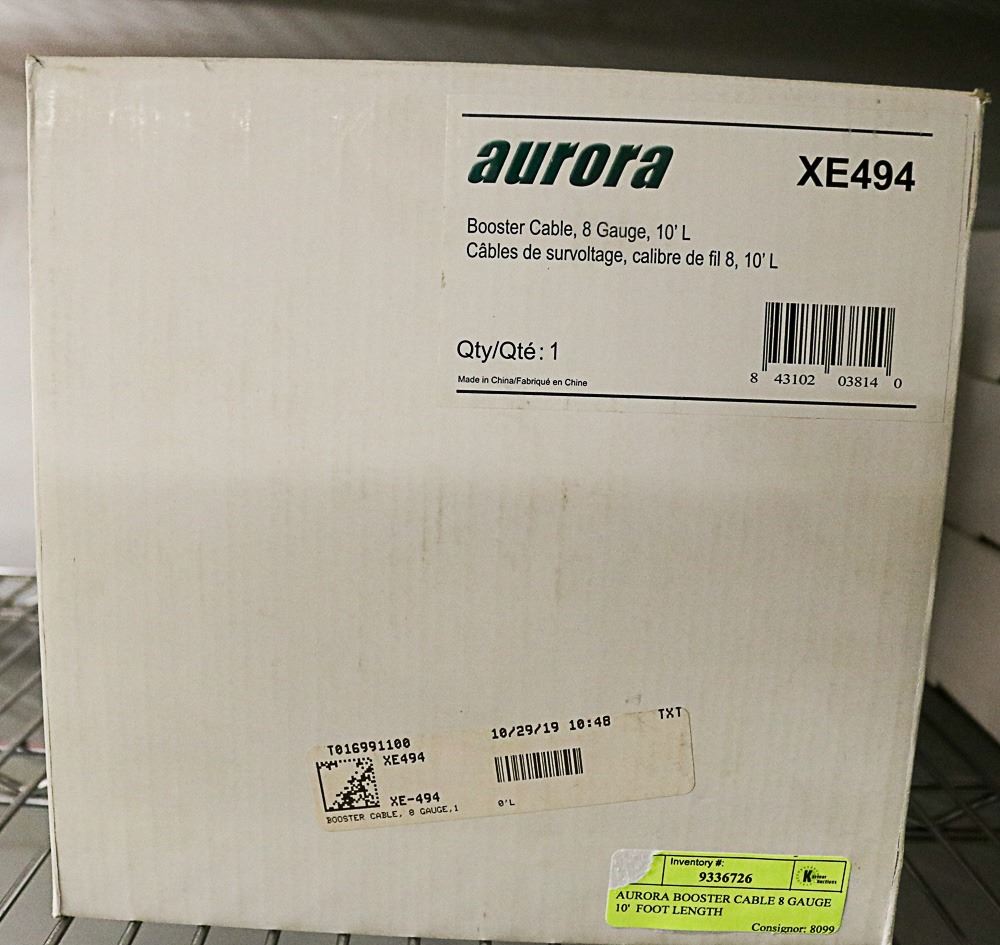 aurora XE494
Booster Cable, 8 Gauge, 10' L
Câbles de survoltage, calibre de fil 8, 10' L
Qty/Qté: 1
Made in China/Fabriqué en Chine
8 43102 03814 0
T016991100 10/29/19 10:48 TXT
XE494
XE-494
BOOSTER CABLE, 8 GAUGE,1 0'L
Inventory #:
9336726
AURORA BOOSTER CABLE 8 GAUGE
10' FOOT LENGTH
Consignor: 8099